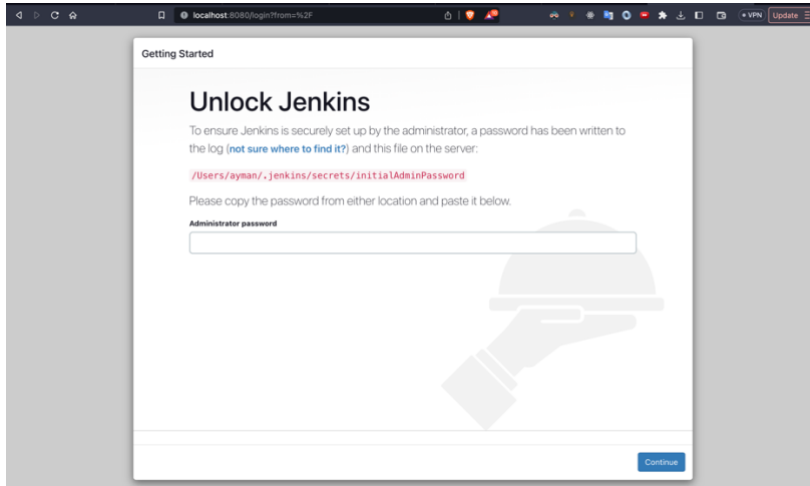 localhost:8080/login?from=%2F
VPN
Update
Getting Started
Unlock Jenkins
To ensure Jenkins is securely set up by the administrator, a password has been written to
the log (not sure where to find it?) and this file on the server:
/Users/ayman/.jenkins/secrets/initialAdminPassword
Please copy the password from either location and paste it below.
Administrator password
Continue